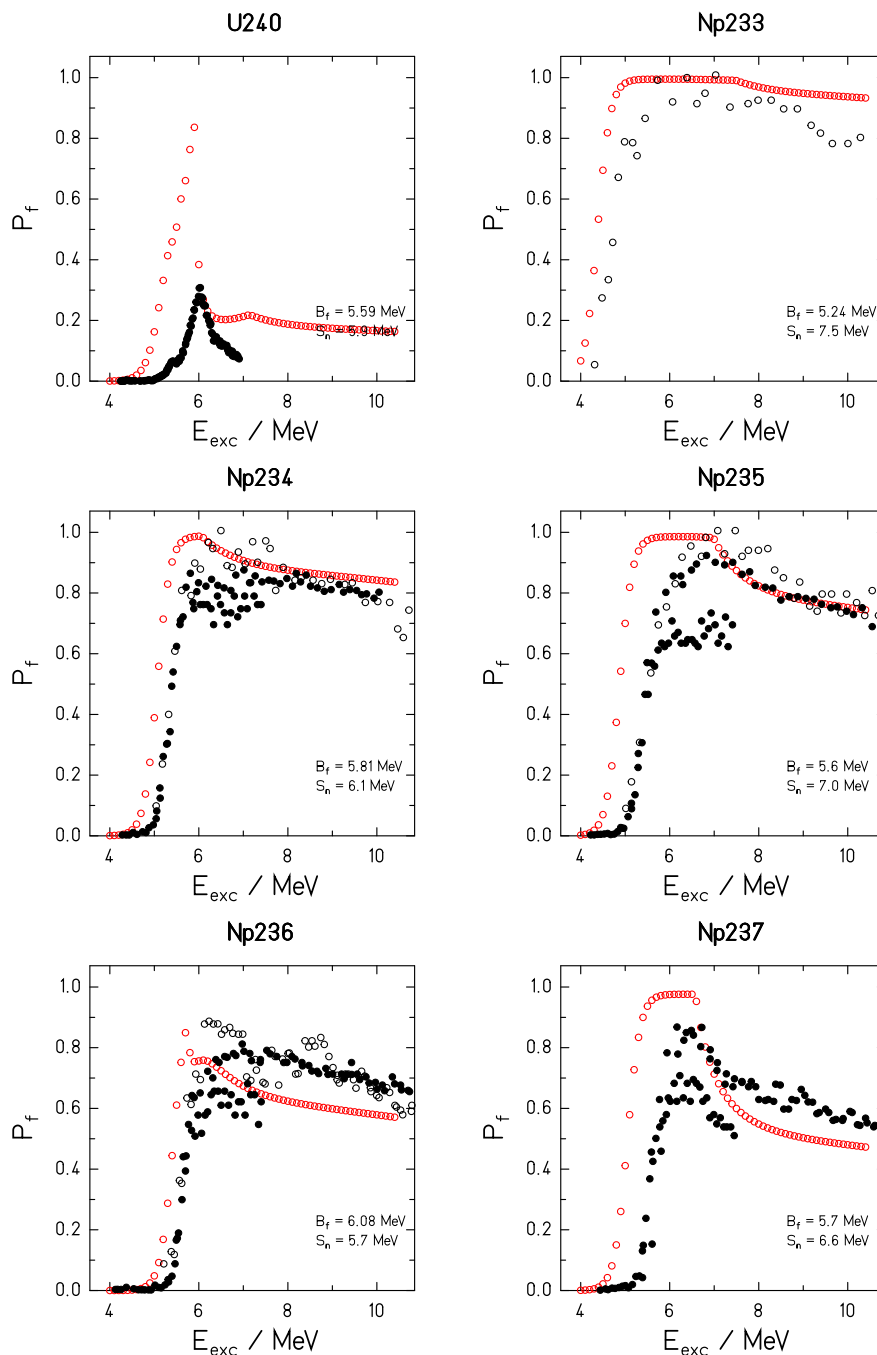 U240
Np233
P_f
1.0
0.8
0.6
0.4
0.2
0.0
B_f = 5.59 MeV
S_n = 5.9 MeV
4 6 8 10
E_exc / MeV
P_f
1.0
0.8
0.6
0.4
0.2
0.0
B_f = 5.24 MeV
S_n = 7.5 MeV
4 6 8 10
E_exc / MeV
Np234
Np235
P_f
1.0
0.8
0.6
0.4
0.2
0.0
B_f = 5.81 MeV
S_n = 6.1 MeV
4 6 8 10
E_exc / MeV
P_f
1.0
0.8
0.6
0.4
0.2
0.0
B_f = 5.6 MeV
S_n = 7.0 MeV
4 6 8 10
E_exc / MeV
Np236
Np237
P_f
1.0
0.8
0.6
0.4
0.2
0.0
B_f = 6.08 MeV
S_n = 5.7 MeV
4 6 8 10
E_exc / MeV
P_f
1.0
0.8
0.6
0.4
0.2
0.0
B_f = 5.7 MeV
S_n = 6.6 MeV
4 6 8 10
E_exc / MeV